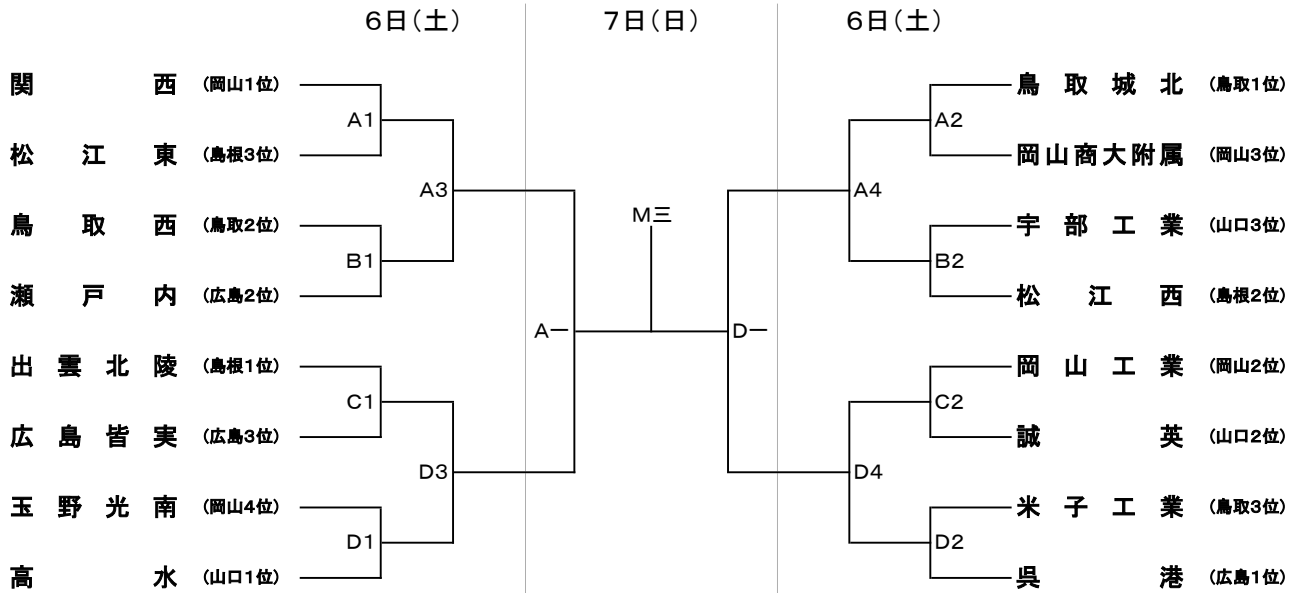 6日(土) 7日(日) 6日(土)
関西 (岡山1位) 鳥取城北 (鳥取1位)
A1 A2
松江東 (島根3位) 岡山商大附属 (岡山3位)
A3 A4
M三
鳥取西 (鳥取2位) 宇部工業 (山口3位)
B1 B2
瀬戸内 (広島2位) 松江西 (島根2位)
A一 D一
出雲北陵 (島根1位) 岡山工業 (岡山2位)
C1 C2
広島皆実 (広島3位) 誠英 (山口2位)
D3 D4
玉野光南 (岡山4位) 米子工業 (鳥取3位)
D1 D2
高水 (山口1位) 呉港 (広島1位)